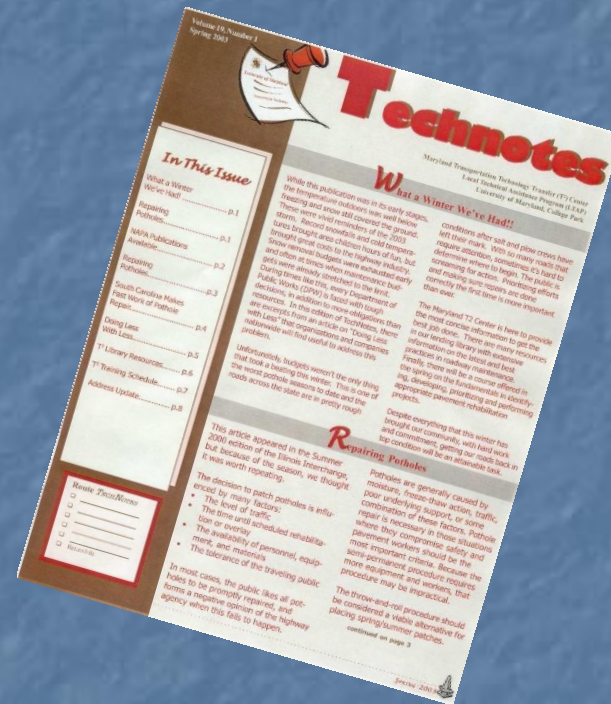 Volume 19, Number 1
Spring 2003
Technotes
Maryland Transportation Technology Transfer (T²) Center
Local Technical Assistance Program (LTAP)
University of Maryland, College Park
In This Issue
What a Winter
We've Had! p.1
Repairing
Potholes p.1
NAPA Publications
Available p.2
Repairing
Potholes p.3
South Carolina Makes
Fast Work of Pothole
Repair p.4
Doing Less
With Less p.5
T² Library Resources p.6
T² Training Schedule p.7
Address Update p.8
Route TECHNOTES
What a Winter We've Had!!
While this publication was in its early stages,
the temperature outdoors was well below
freezing and snow still covered the ground.
These were vivid reminders of the 2003
storm. Record snowfalls and cold tempera-
tures brought area children hours of fun, but
brought great costs to the highway industry.
Snow removal budgets were exhausted early
and often at times when maintenance bud-
gets were already stretched to the limit.
During times like this, every Department of
Public Works (DPW) is faced with tough
decisions, in addition to more obligations than
resources. In this edition of TechNotes, there
are excerpts from an article on "Doing Less
with Less" that organizations and companies
nationwide will find useful to address this
problem.
Unfortunately, budgets weren't the only thing
that took a beating this winter. This is one of
the worst pothole seasons to date and the
roads across the state are in pretty rough
conditions after salt and plow crews have
left their mark. With so many roads that
require attention, sometimes it's hard to
determine where to begin. The public is
clamoring for action. Prioritizing efforts
and making sure repairs are done
correctly the first time is more important
than ever.
The Maryland T2 Center is here to provide
the most concise information to get the
best job done. There are many resources
in our lending library with extensive
information on the latest and best
practices in roadway maintenance.
Finally, there will be a course offered in
the spring on the fundamentals in identify-
ing, developing, prioritizing and performing
appropriate pavement rehabilitation
projects.
Despite everything that this winter has
brought our community, with hard work
and commitment, getting our roads back in
top condition will be an attainable task.
Repairing Potholes
This article appeared in the Summer
2000 edition of the Illinois Interchange,
but because of the season, we thought
it was worth repeating.
The decision to patch potholes is influ-
enced by many factors:
• The level of traffic
• The time until scheduled rehabilita-
tion or overlay
• The availability of personnel, equip-
ment, and materials
• The tolerance of the traveling public
In most cases, the public likes all pot-
holes to be promptly repaired, and
forms a negative opinion of the highway
agency when this fails to happen.
Potholes are generally caused by
moisture, freeze-thaw action, traffic,
poor underlying support, or some
combination of these factors. Pothole
repair is necessary in those situations
where they compromise safety and
pavement workers should be the
most important criteria. Because the
semi-permanent procedure requires
more equipment and workers, that
procedure may be impractical.
The throw-and-roll procedure should
be considered a viable alternative for
placing spring/summer patches.
continued on page 3
Spring 2003